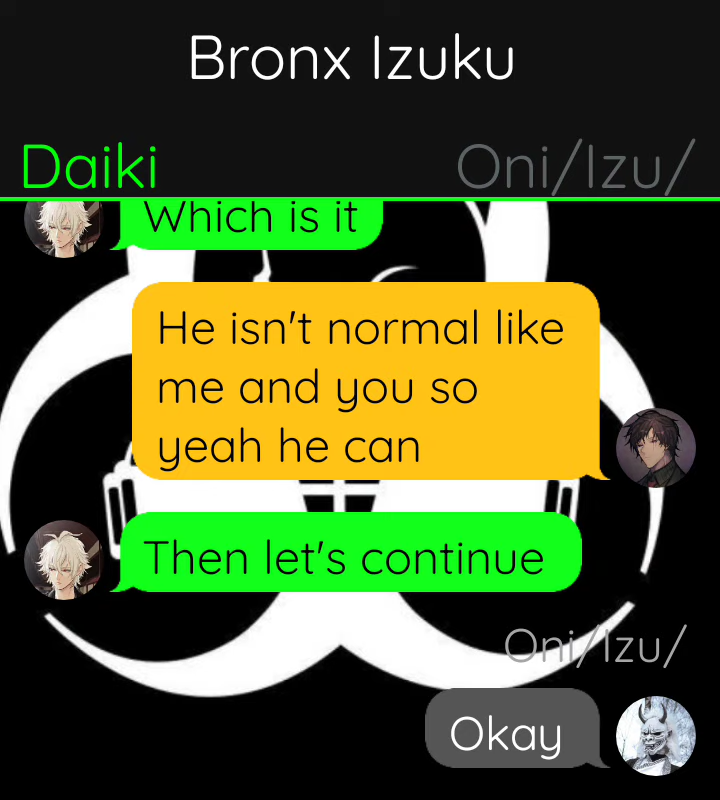 Bronx Izuku
Daiki
Oni/Izu/
Which is it
He isn't normal like
me and you so
yeah he can
Then let's continue
Oni/Izu/
Okay